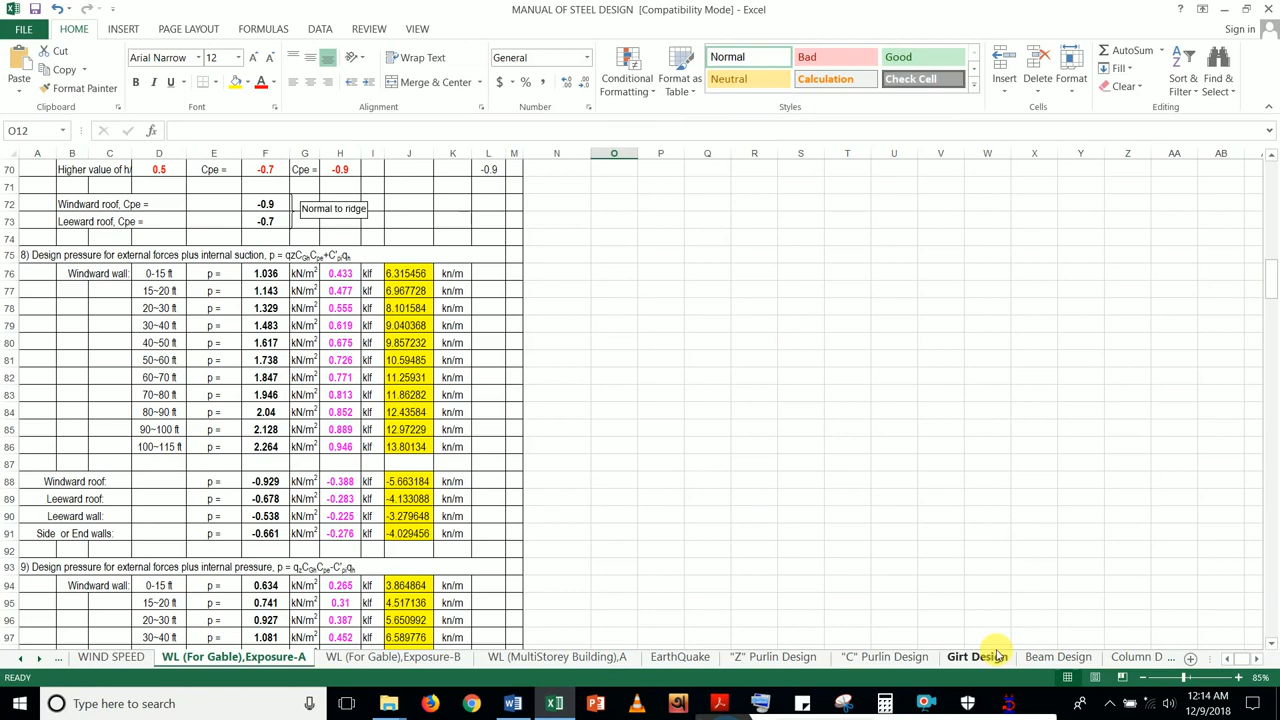 MANUAL OF STEEL DESIGN [Compatibility Mode] - Excel
Sign in
FILE HOME INSERT PAGE LAYOUT FORMULAS DATA REVIEW VIEW
Paste Cut Copy Format Painter Clipboard
Arial Narrow 12 B I U Font
Wrap Text Merge & Center Alignment
General $ % , Number
Conditional Formatting Format as Table
Normal Bad Good
Neutral Calculation Check Cell
Styles
Insert Delete Format Cells
AutoSum Fill Clear Sort & Filter Find & Select Editing
O12 fx
A B C D E F G H I J K L M N O P Q R S T U V W X Y Z AA AB
70 Higher value of h/ 0.5 Cpe = -0.7 Cpe = -0.9 -0.9
71
72 Windward roof, Cpe = -0.9
Normal to ridge
73 Leeward roof, Cpe = -0.7
74
75 8) Design pressure for external forces plus internal suction, p = qzCGhCpe+C'piqh
76 Windward wall: 0-15 ft p = 1.036 kN/m2 0.433 klf 6.315456 kn/m
77 15~20 ft p = 1.143 kN/m2 0.477 klf 6.967728 kn/m
78 20~30 ft p = 1.329 kN/m2 0.555 klf 8.101584 kn/m
79 30~40 ft p = 1.483 kN/m2 0.619 klf 9.040368 kn/m
80 40~50 ft p = 1.617 kN/m2 0.675 klf 9.857232 kn/m
81 50~60 ft p = 1.738 kN/m2 0.726 klf 10.59485 kn/m
82 60~70 ft p = 1.847 kN/m2 0.771 klf 11.25931 kn/m
83 70~80 ft p = 1.946 kN/m2 0.813 klf 11.86282 kn/m
84 80~90 ft p = 2.04 kN/m2 0.852 klf 12.43584 kn/m
85 90~100 ft p = 2.128 kN/m2 0.889 klf 12.97229 kn/m
86 100~115 ft p = 2.264 kN/m2 0.946 klf 13.80134 kn/m
87
88 Windward roof: p = -0.929 kN/m2 -0.388 klf -5.663184 kn/m
89 Leeward roof: p = -0.678 kN/m2 -0.283 klf -4.133088 kn/m
90 Leeward wall: p = -0.538 kN/m2 -0.225 klf -3.279648 kn/m
91 Side or End walls: p = -0.661 kN/m2 -0.276 klf -4.029456 kn/m
92
93 9) Design pressure for external forces plus internal pressure, p = qzCGhCpe-C'piqh
94 Windward wall: 0-15 ft p = 0.634 kN/m2 0.265 klf 3.864864 kn/m
95 15~20 ft p = 0.741 kN/m2 0.31 klf 4.517136 kn/m
96 20~30 ft p = 0.927 kN/m2 0.387 klf 5.650992 kn/m
97 30~40 ft p = 1.081 kN/m2 0.452 klf 6.589776 kn/m
... WIND SPEED WL (For Gable),Exposure-A WL (For Gable),Exposure-B WL (MultiStorey Building),A EarthQuake "Z" Purlin Design "C" Purlin Design Girt Design Beam Design Column D ...
READY 85%
Type here to search
12:14 AM
12/9/2018